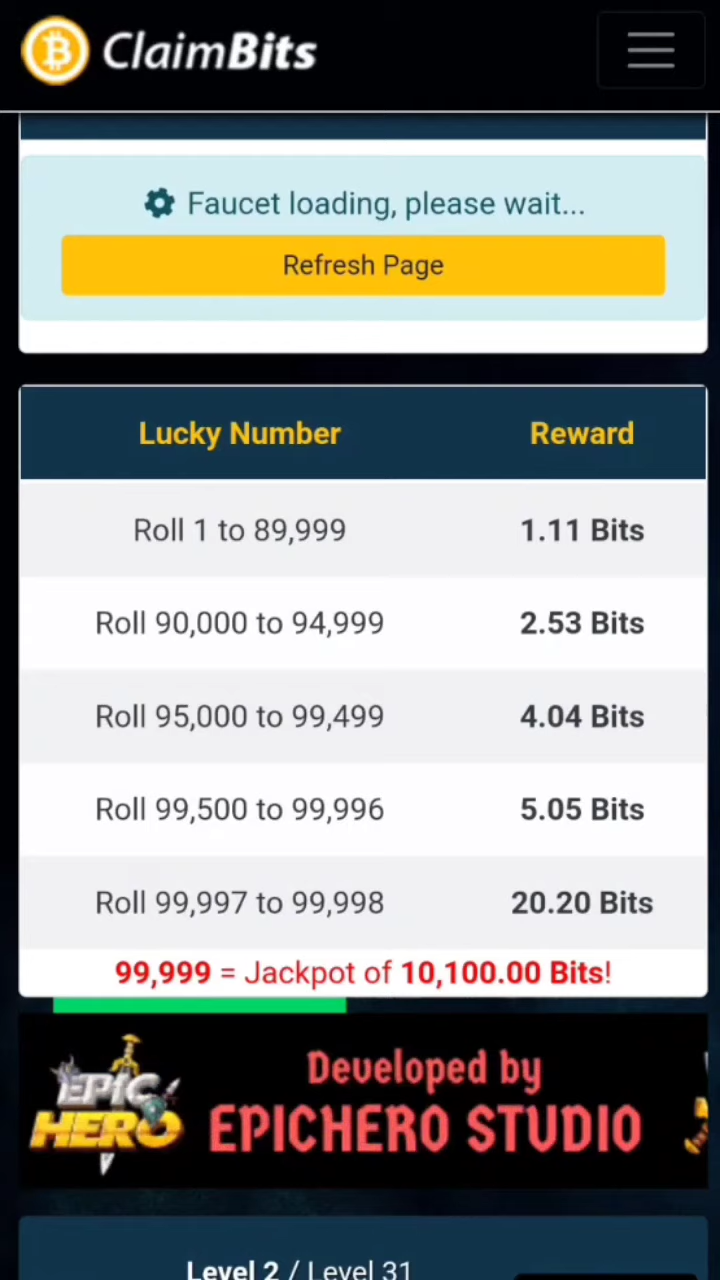 ClaimBits
Faucet loading, please wait...
Refresh Page
Lucky Number Reward
Roll 1 to 89,999 1.11 Bits
Roll 90,000 to 94,999 2.53 Bits
Roll 95,000 to 99,499 4.04 Bits
Roll 99,500 to 99,996 5.05 Bits
Roll 99,997 to 99,998 20.20 Bits
99,999 = Jackpot of 10,100.00 Bits!
EPIC
HERO
Developed by
EPICHERO STUDIO
Level 2 / Level 31